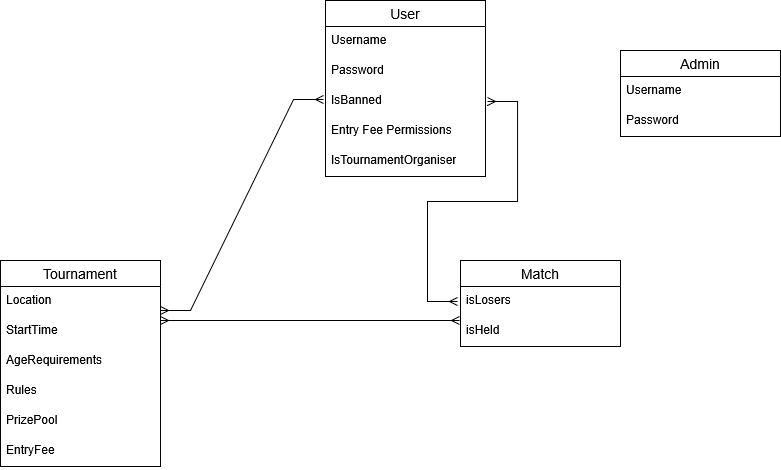 User
Username
Password
IsBanned
Entry Fee Permissions
IsTournamentOrganiser
Admin
Username
Password
Tournament
Location
StartTime
AgeRequirements
Rules
PrizePool
EntryFee
Match
isLosers
isHeld